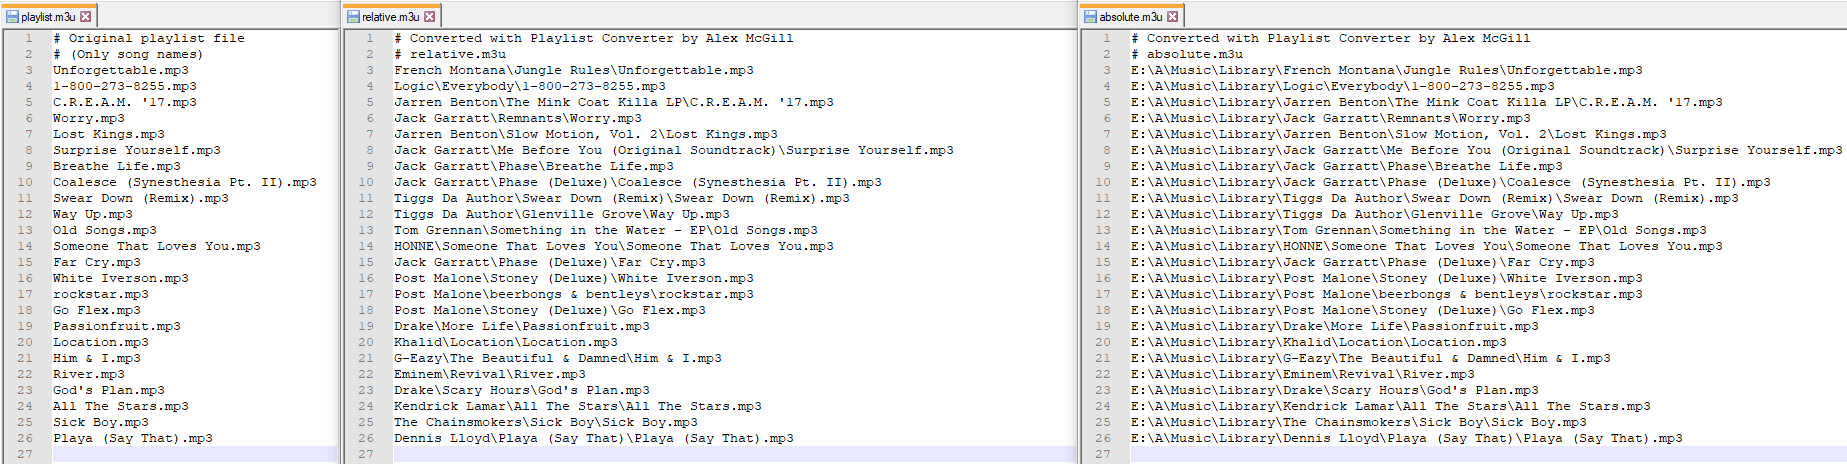 playlist.m3u
1 # Original playlist file
2 # (Only song names)
3 Unforgettable.mp3
4 1-800-273-8255.mp3
5 C.R.E.A.M. '17.mp3
6 Worry.mp3
7 Lost Kings.mp3
8 Surprise Yourself.mp3
9 Breathe Life.mp3
10 Coalesce (Synesthesia Pt. II).mp3
11 Swear Down (Remix).mp3
12 Way Up.mp3
13 Old Songs.mp3
14 Someone That Loves You.mp3
15 Far Cry.mp3
16 White Iverson.mp3
17 rockstar.mp3
18 Go Flex.mp3
19 Passionfruit.mp3
20 Location.mp3
21 Him & I.mp3
22 River.mp3
23 God's Plan.mp3
24 All The Stars.mp3
25 Sick Boy.mp3
26 Playa (Say That).mp3
27
relative.m3u
1 # Converted with Playlist Converter by Alex McGill
2 # relative.m3u
3 French Montana\Jungle Rules\Unforgettable.mp3
4 Logic\Everybody\1-800-273-8255.mp3
5 Jarren Benton\The Mink Coat Killa LP\C.R.E.A.M. '17.mp3
6 Jack Garratt\Remnants\Worry.mp3
7 Jarren Benton\Slow Motion, Vol. 2\Lost Kings.mp3
8 Jack Garratt\Me Before You (Original Soundtrack)\Surprise Yourself.mp3
9 Jack Garratt\Phase\Breathe Life.mp3
10 Jack Garratt\Phase (Deluxe)\Coalesce (Synesthesia Pt. II).mp3
11 Tiggs Da Author\Swear Down (Remix)\Swear Down (Remix).mp3
12 Tiggs Da Author\Glenville Grove\Way Up.mp3
13 Tom Grennan\Something in the Water - EP\Old Songs.mp3
14 HONNE\Someone That Loves You\Someone That Loves You.mp3
15 Jack Garratt\Phase (Deluxe)\Far Cry.mp3
16 Post Malone\Stoney (Deluxe)\White Iverson.mp3
17 Post Malone\beerbongs & bentleys\rockstar.mp3
18 Post Malone\Stoney (Deluxe)\Go Flex.mp3
19 Drake\More Life\Passionfruit.mp3
20 Khalid\Location\Location.mp3
21 G-Eazy\The Beautiful & Damned\Him & I.mp3
22 Eminem\Revival\River.mp3
23 Drake\Scary Hours\God's Plan.mp3
24 Kendrick Lamar\All The Stars\All The Stars.mp3
25 The Chainsmokers\Sick Boy\Sick Boy.mp3
26 Dennis Lloyd\Playa (Say That)\Playa (Say That).mp3
27
absolute.m3u
1 # Converted with Playlist Converter by Alex McGill
2 # absolute.m3u
3 E:\A\Music\Library\French Montana\Jungle Rules\Unforgettable.mp3
4 E:\A\Music\Library\Logic\Everybody\1-800-273-8255.mp3
5 E:\A\Music\Library\Jarren Benton\The Mink Coat Killa LP\C.R.E.A.M. '17.mp3
6 E:\A\Music\Library\Jack Garratt\Remnants\Worry.mp3
7 E:\A\Music\Library\Jarren Benton\Slow Motion, Vol. 2\Lost Kings.mp3
8 E:\A\Music\Library\Jack Garratt\Me Before You (Original Soundtrack)\Surprise Yourself.mp3
9 E:\A\Music\Library\Jack Garratt\Phase\Breathe Life.mp3
10 E:\A\Music\Library\Jack Garratt\Phase (Deluxe)\Coalesce (Synesthesia Pt. II).mp3
11 E:\A\Music\Library\Tiggs Da Author\Swear Down (Remix)\Swear Down (Remix).mp3
12 E:\A\Music\Library\Tiggs Da Author\Glenville Grove\Way Up.mp3
13 E:\A\Music\Library\Tom Grennan\Something in the Water - EP\Old Songs.mp3
14 E:\A\Music\Library\HONNE\Someone That Loves You\Someone That Loves You.mp3
15 E:\A\Music\Library\Jack Garratt\Phase (Deluxe)\Far Cry.mp3
16 E:\A\Music\Library\Post Malone\Stoney (Deluxe)\White Iverson.mp3
17 E:\A\Music\Library\Post Malone\beerbongs & bentleys\rockstar.mp3
18 E:\A\Music\Library\Post Malone\Stoney (Deluxe)\Go Flex.mp3
19 E:\A\Music\Library\Drake\More Life\Passionfruit.mp3
20 E:\A\Music\Library\Khalid\Location\Location.mp3
21 E:\A\Music\Library\G-Eazy\The Beautiful & Damned\Him & I.mp3
22 E:\A\Music\Library\Eminem\Revival\River.mp3
23 E:\A\Music\Library\Drake\Scary Hours\God's Plan.mp3
24 E:\A\Music\Library\Kendrick Lamar\All The Stars\All The Stars.mp3
25 E:\A\Music\Library\The Chainsmokers\Sick Boy\Sick Boy.mp3
26 E:\A\Music\Library\Dennis Lloyd\Playa (Say That)\Playa (Say That).mp3
27